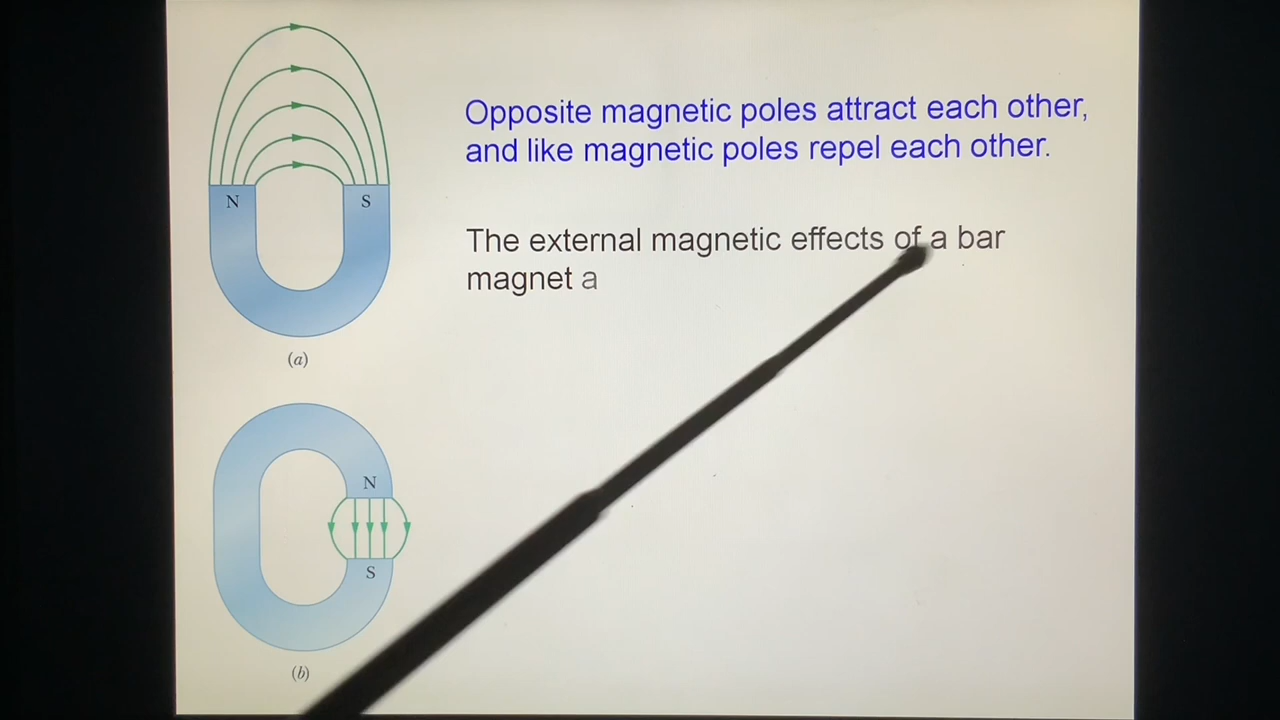 N S
(a)
N
S
(b)
Opposite magnetic poles attract each other,
and like magnetic poles repel each other.
The external magnetic effects of a bar
magnet a